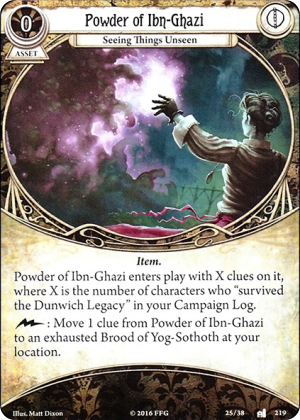 0
Powder of Ibn-Ghazi
ASSET
Seeing Things Unseen
Item.
Powder of Ibn-Ghazi enters play with X clues on it,
where X is the number of characters who “survived
the Dunwich Legacy” in your Campaign Log.
: Move 1 clue from Powder of Ibn-Ghazi
to an exhausted Brood of Yog-Sothoth at your
location.
Illus. Matt Dixon
© 2016 FFG
25/38
219